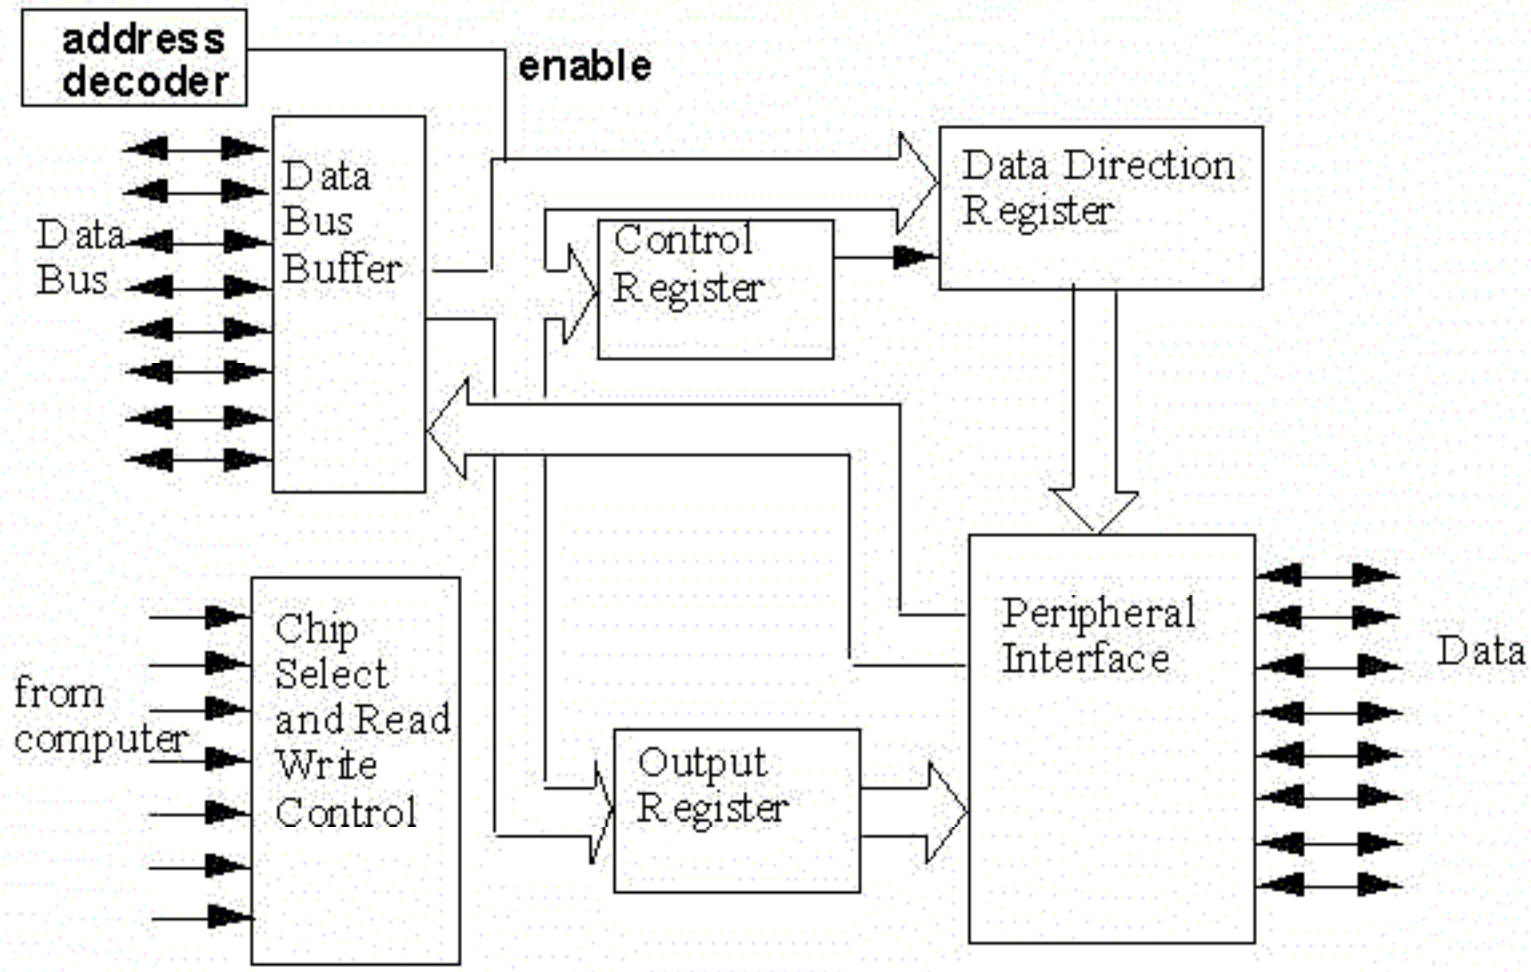 address
decoder
enable
Data
Bus
Data
Bus
Buffer
Control
Register
Data Direction
Register
from
computer
Chip
Select
and Read
Write
Control
Output
Register
Peripheral
Interface
Data